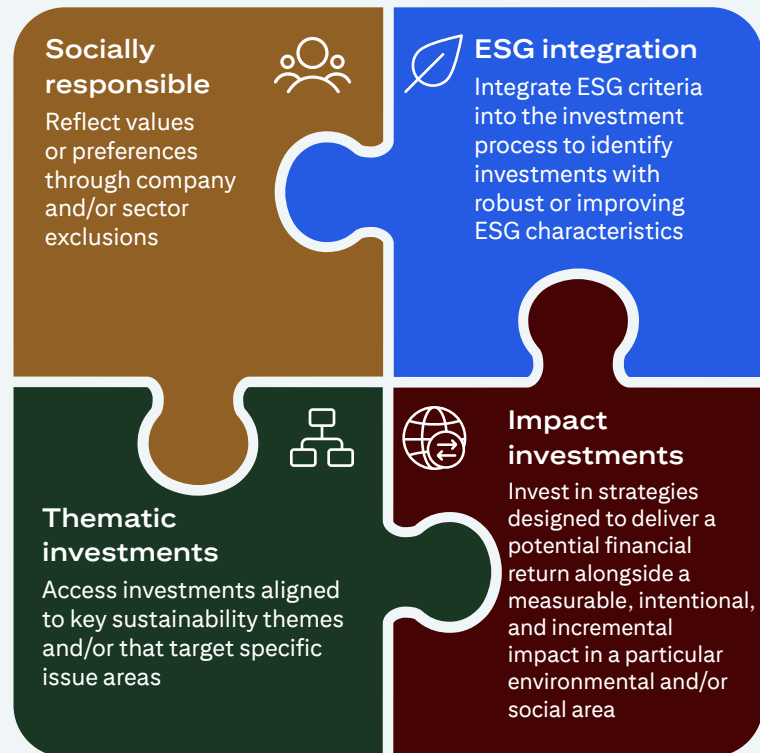 Socially
responsible
Reflect values
or preferences
through company
and/or sector
exclusions
ESG integration
Integrate ESG criteria
into the investment
process to identify
investments with
robust or improving
ESG characteristics
Thematic
investments
Access investments aligned
to key sustainability themes
and/or that target specific
issue areas
Impact
investments
Invest in strategies
designed to deliver a
potential financial
return alongside a
measurable, intentional,
and incremental
impact in a particular
environmental and/or
social area